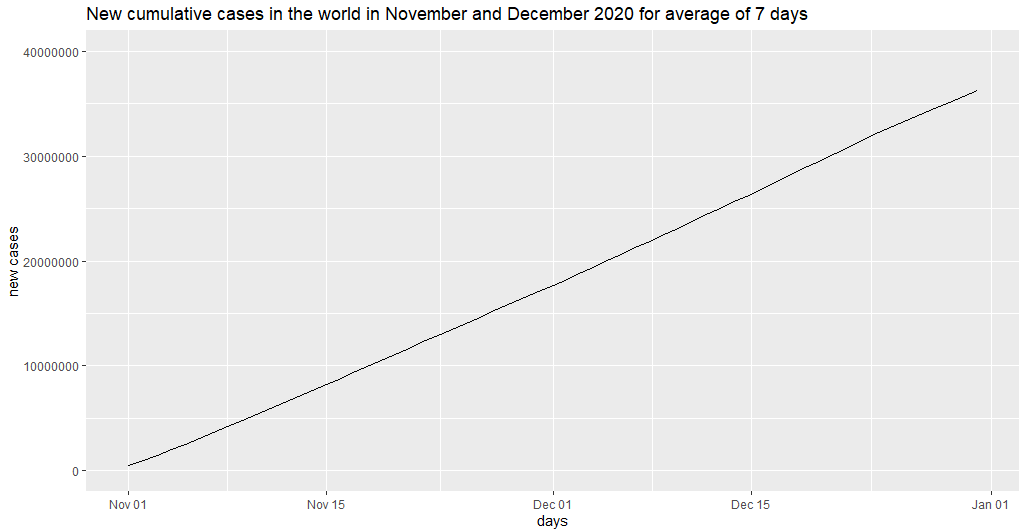 New cumulative cases in the world in November and December 2020 for average of 7 days
40000000
30000000
20000000
10000000
0
new cases
Nov 01
Nov 15
Dec 01
Dec 15
Jan 01
days